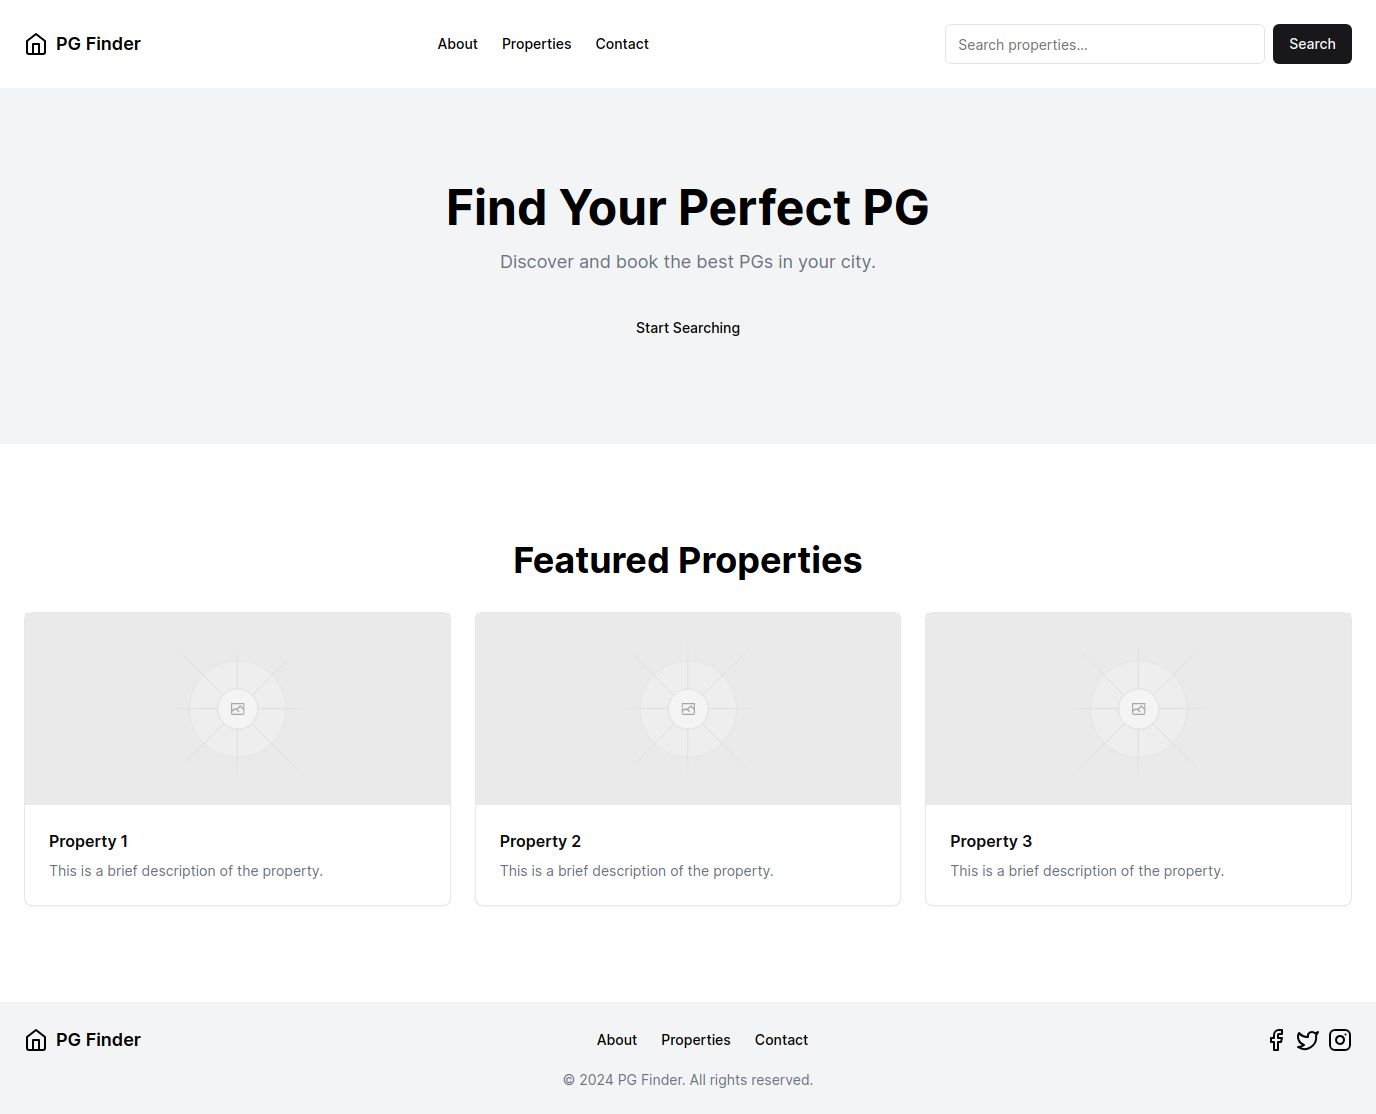 PG Finder
About Properties Contact
Search properties...
Search
Find Your Perfect PG
Discover and book the best PGs in your city.
Start Searching
Featured Properties
Property 1
This is a brief description of the property.
Property 2
This is a brief description of the property.
Property 3
This is a brief description of the property.
PG Finder
About Properties Contact
© 2024 PG Finder. All rights reserved.